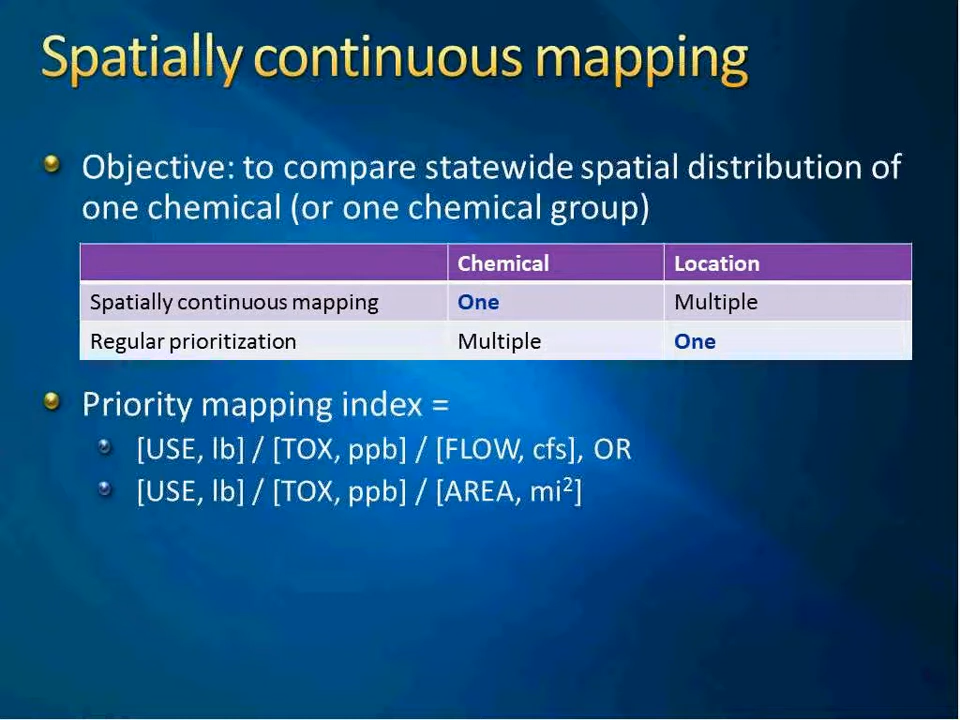 Spatially continuous mapping
Objective: to compare statewide spatial distribution of
one chemical (or one chemical group)
Chemical Location
Spatially continuous mapping One Multiple
Regular prioritization Multiple One
Priority mapping index =
[USE, lb] / [TOX, ppb] / [FLOW, cfs], OR
[USE, lb] / [TOX, ppb] / [AREA, mi²]